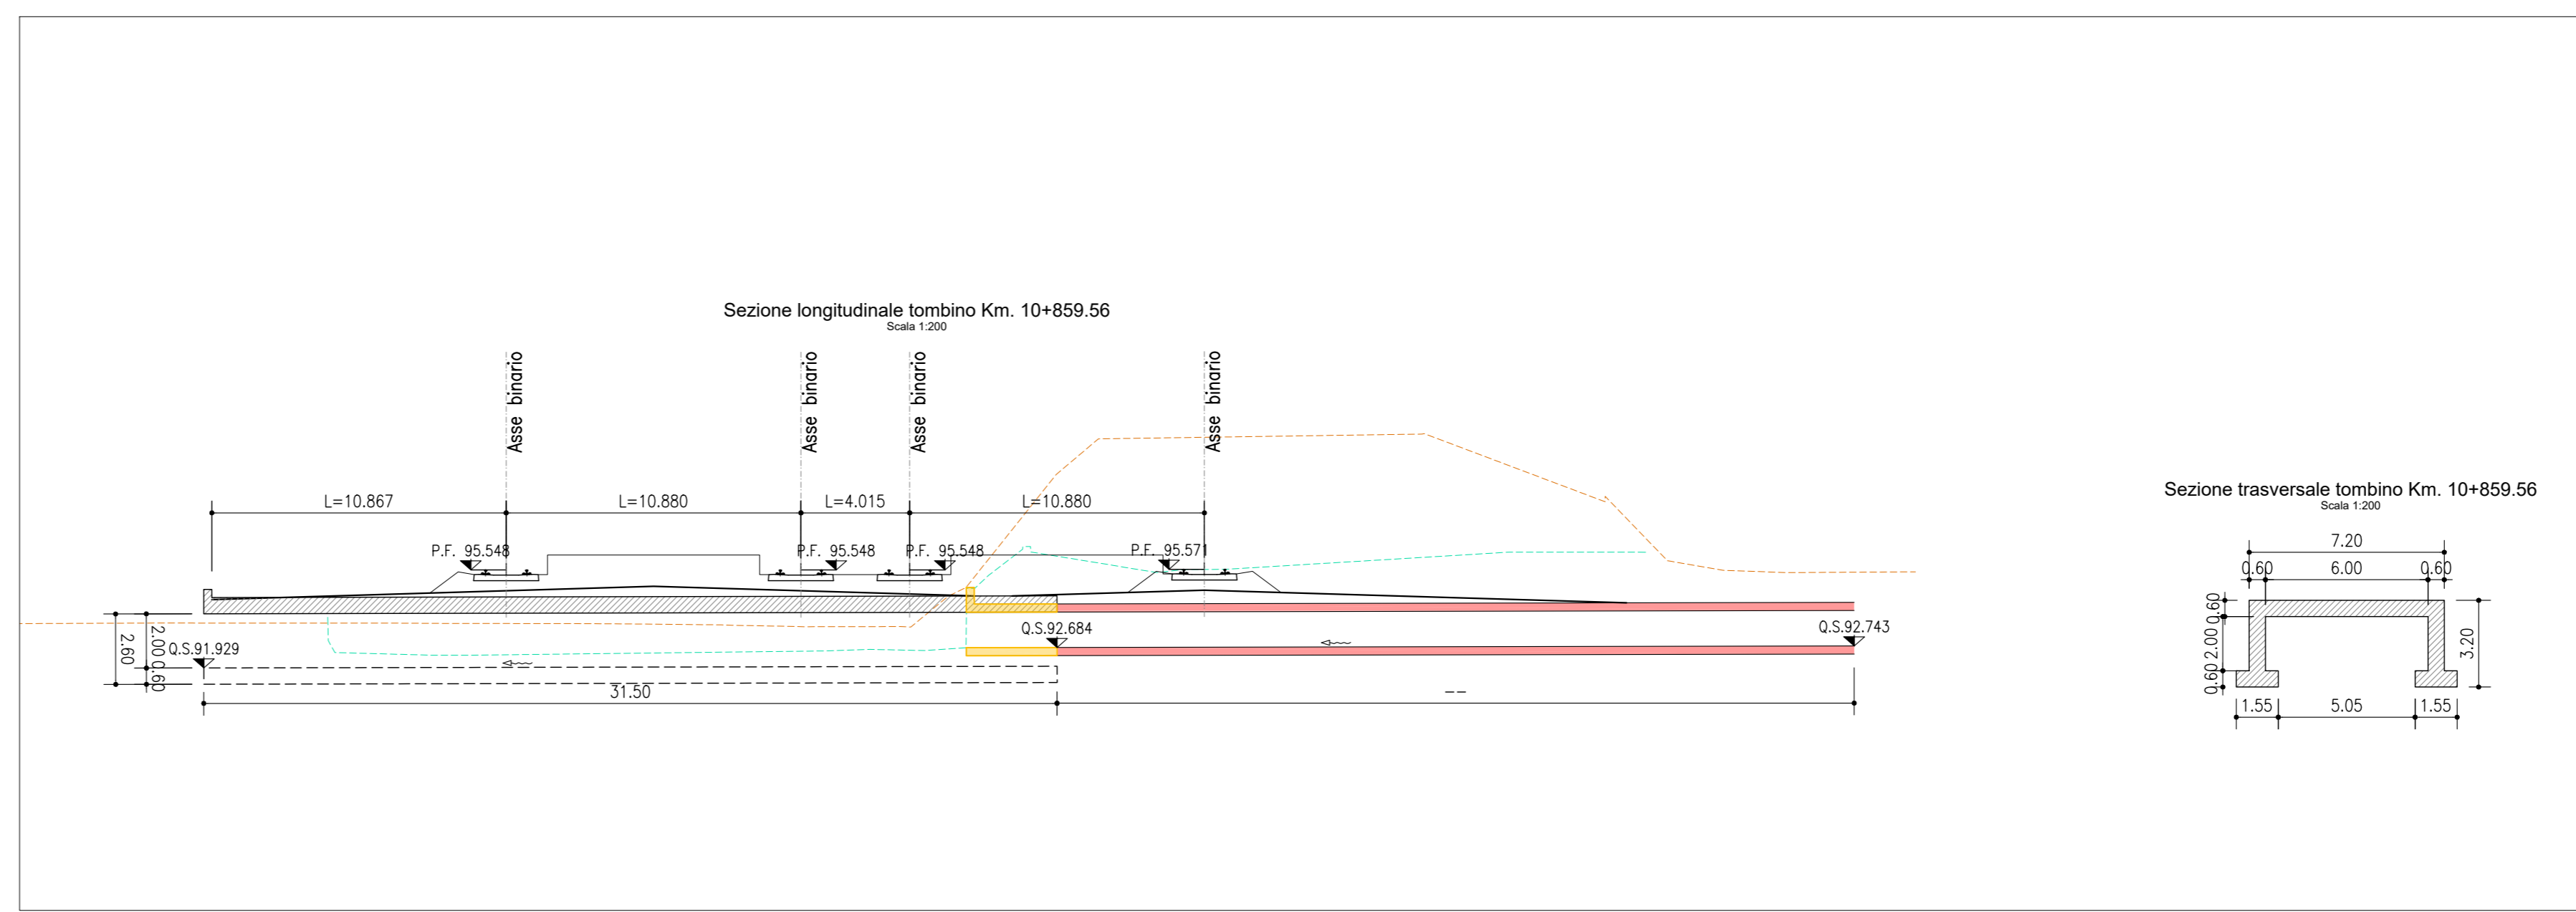 Sezione longitudinale tombino Km. 10+859.56
Scala 1:200
Asse binario
Asse binario
Asse binario
Asse binario
L=10.867
L=10.880
L=4.015
L=10.880
P.F. 95.548
P.F. 95.548
P.F. 95.548
P.F. 95.571
2.60
2.00
0.60
Q.S.91.929
Q.S.92.684
Q.S.92.743
31.50
--
Sezione trasversale tombino Km. 10+859.56
Scala 1:200
7.20
0.60
6.00
0.60
0.60
2.00
0.60
3.20
1.55
5.05
1.55